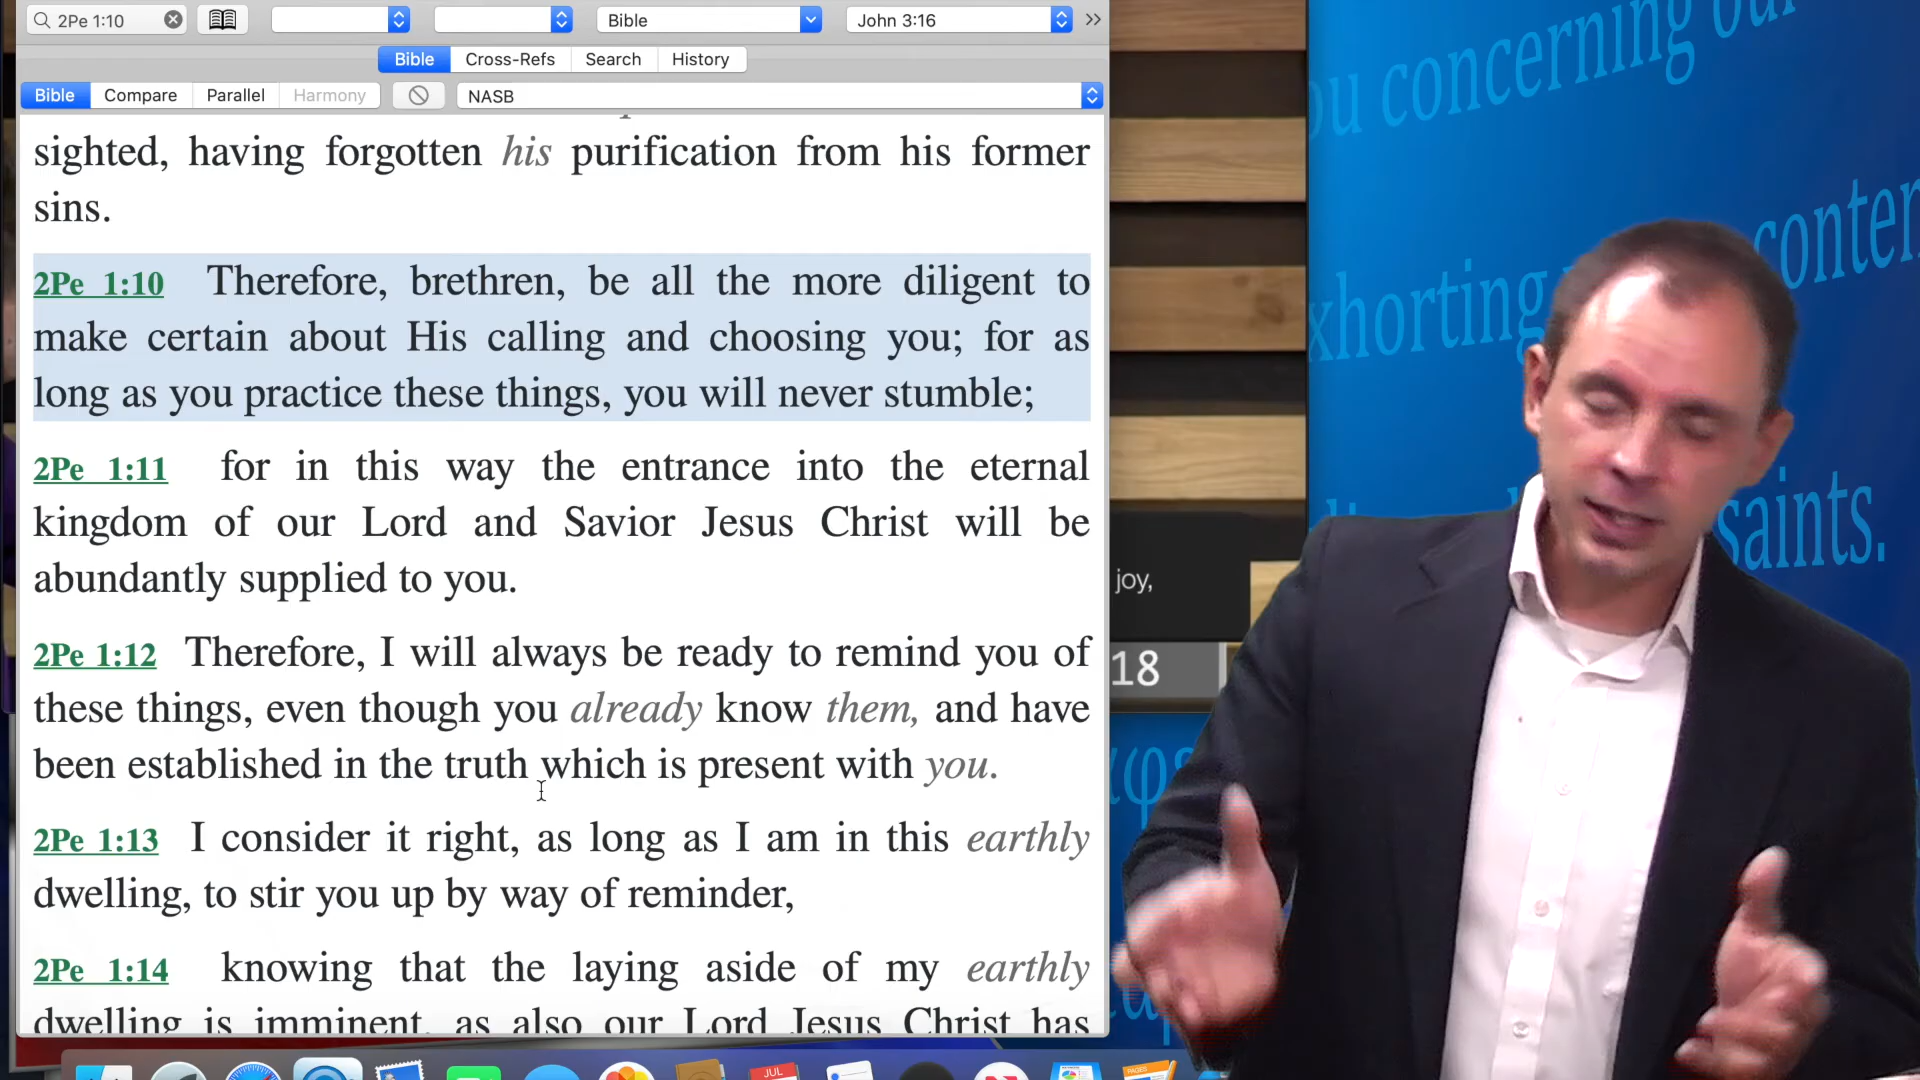 2Pe 1:10
Bible
John 3:16
Bible Cross-Refs Search History
Bible Compare Parallel Harmony
NASB
sighted, having forgotten his purification from his former
sins.
2Pe 1:10 Therefore, brethren, be all the more diligent to
make certain about His calling and choosing you; for as
long as you practice these things, you will never stumble;
2Pe 1:11 for in this way the entrance into the eternal
kingdom of our Lord and Savior Jesus Christ will be
abundantly supplied to you.
2Pe 1:12 Therefore, I will always be ready to remind you of
these things, even though you already know them, and have
been established in the truth which is present with you.
2Pe 1:13 I consider it right, as long as I am in this earthly
dwelling, to stir you up by way of reminder,
2Pe 1:14 knowing that the laying aside of my earthly
dwelling is imminent, as also our Lord Jesus Christ has
concerning
saints.
joy,
18
JUL
PAGES